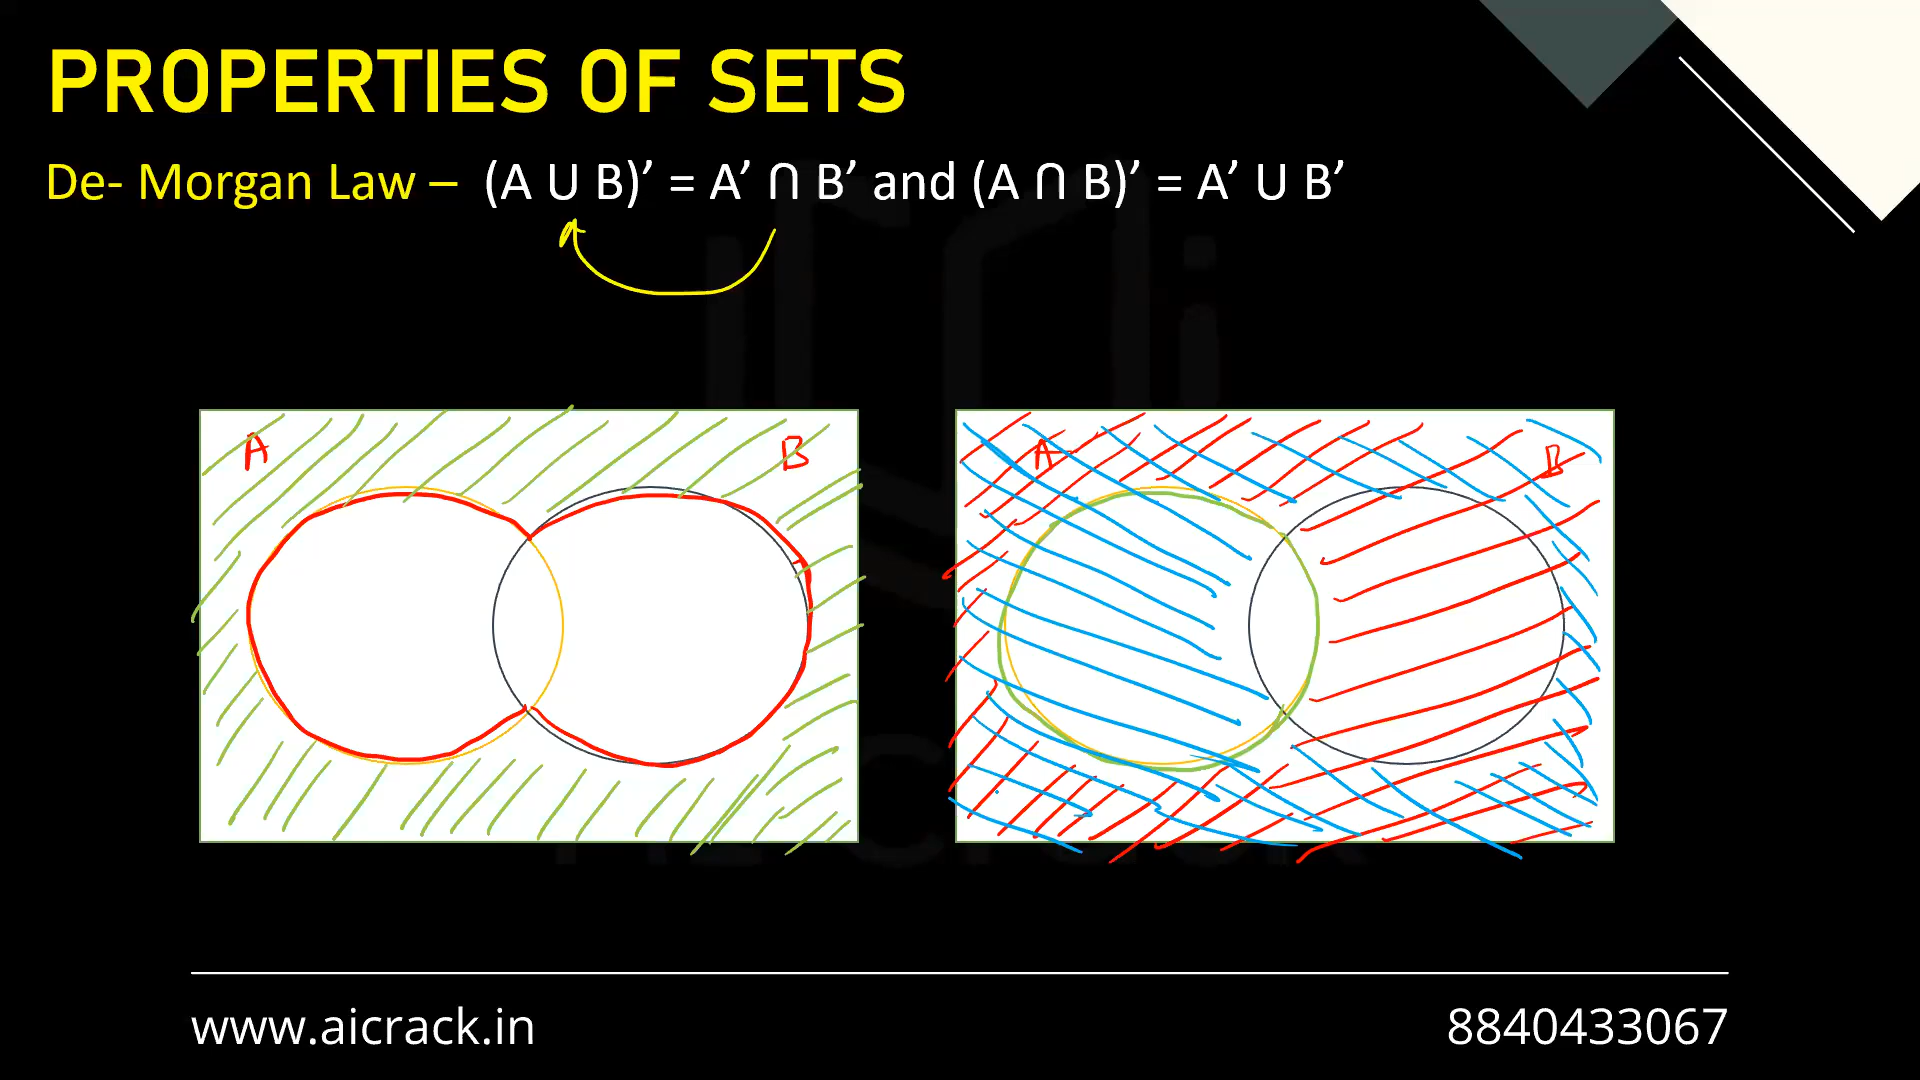 PROPERTIES OF SETS
De- Morgan Law – (A ∪ B)’ = A’ ∩ B’ and (A ∩ B)’ = A’ ∪ B’
A B
A B
www.aicrack.in 8840433067